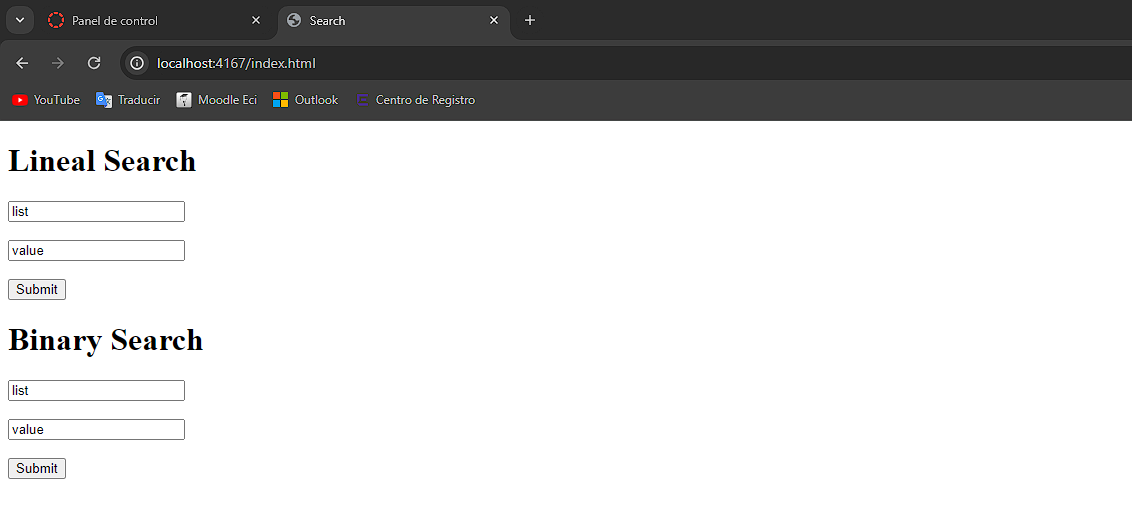 Panel de control
Search
localhost:4167/index.html
YouTube Traducir Moodle Eci Outlook Centro de Registro
Lineal Search
list
value
Submit
Binary Search
list
value
Submit